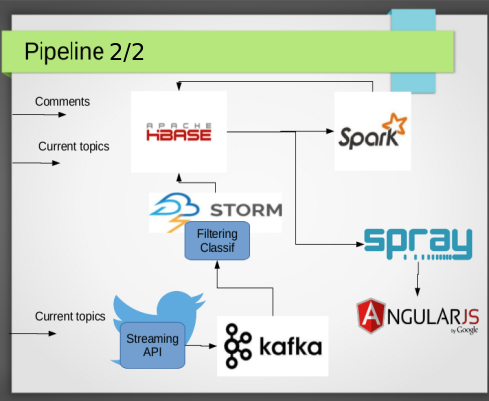 Pipeline 2/2
Comments
Current topics
APACHE
HBASE
Spark
STORM
Filtering
Classif
spray
ANGULARJS
by Google
Current topics
Streaming
API
kafka